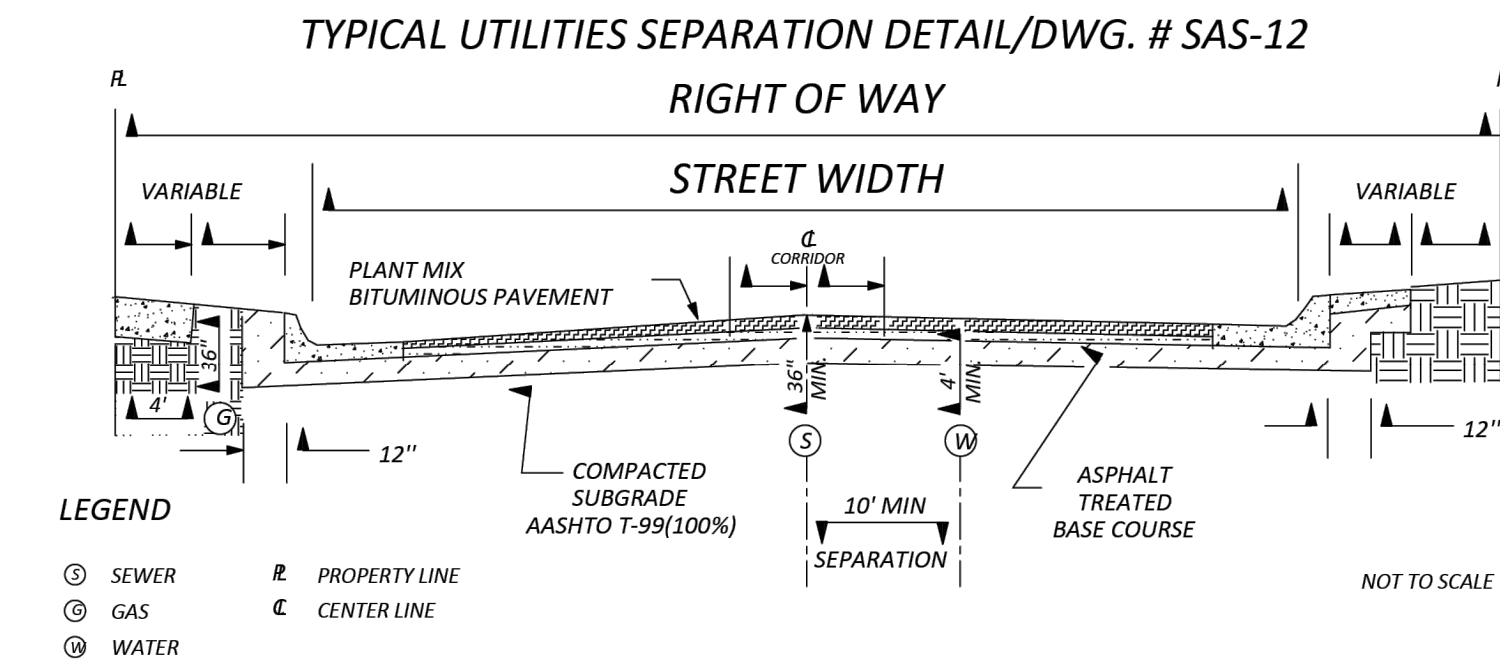 TYPICAL UTILITIES SEPARATION DETAIL/DWG. # SAS-12
PL
RIGHT OF WAY
STREET WIDTH
VARIABLE
VARIABLE
CL
CORRIDOR
PLANT MIX
BITUMINOUS PAVEMENT
36"
36"
MIN.
4'
MIN.
4'
G
S
W
12"
12"
COMPACTED
SUBGRADE
AASHTO T-99(100%)
ASPHALT
TREATED
BASE COURSE
10' MIN
SEPARATION
LEGEND
S SEWER
G GAS
W WATER
PL PROPERTY LINE
CL CENTER LINE
NOT TO SCALE